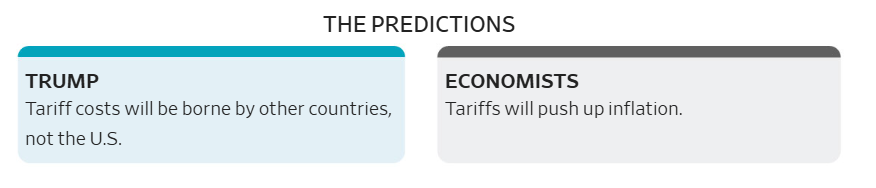 THE PREDICTIONS
TRUMP
Tariff costs will be borne by other countries,
not the U.S.
ECONOMISTS
Tariffs will push up inflation.